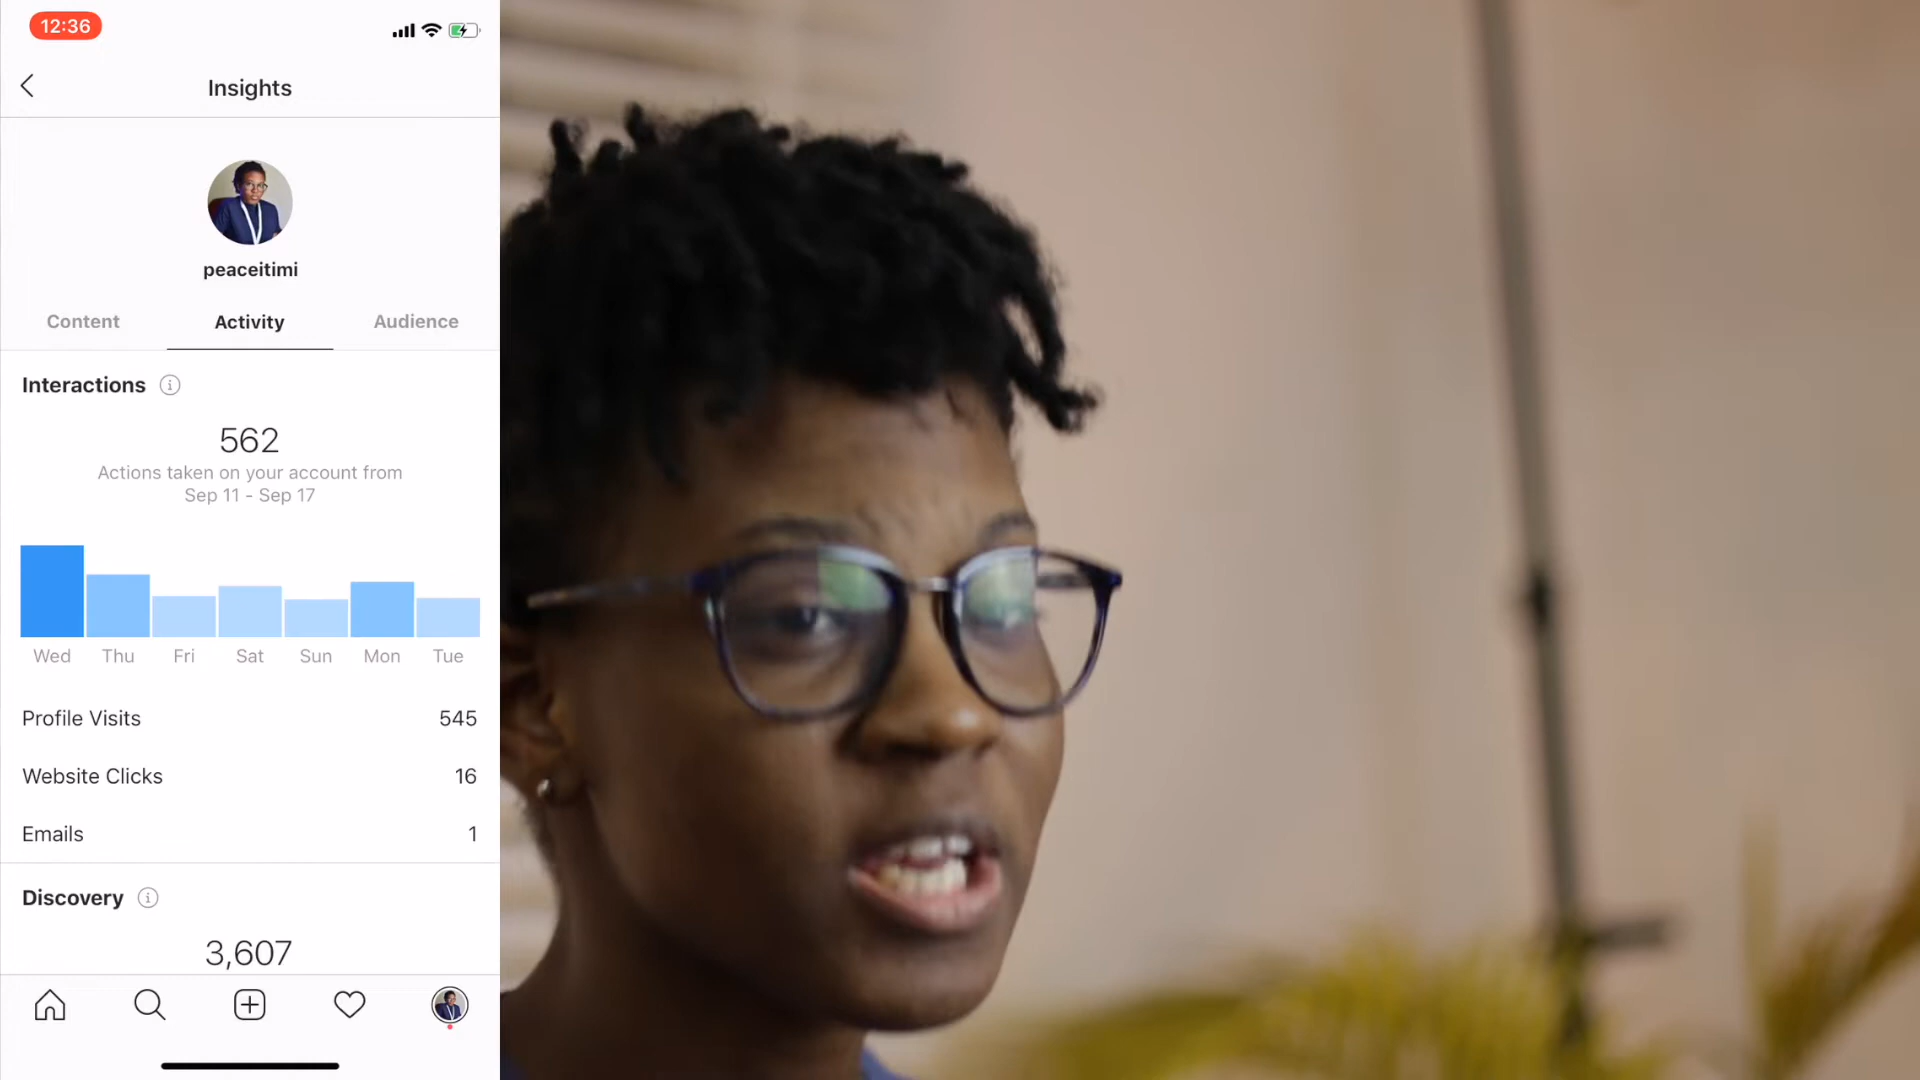 12:36
Insights
peaceitimi
Content Activity Audience
Interactions
562
Actions taken on your account from
Sep 11 - Sep 17
Wed Thu Fri Sat Sun Mon Tue
Profile Visits 545
Website Clicks 16
Emails 1
Discovery
3,607